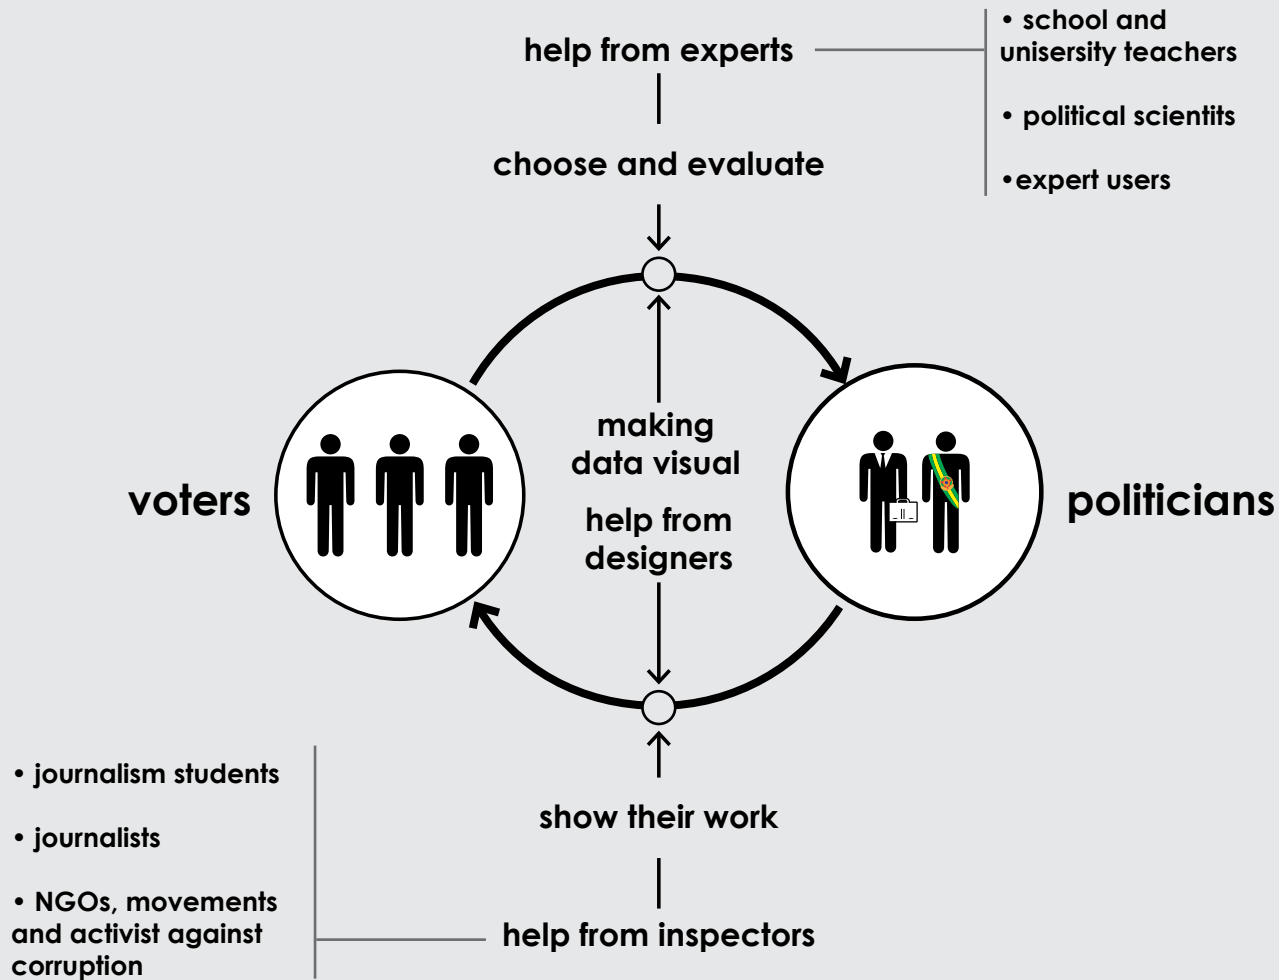 help from experts
• school and
unisersity teachers
• political scientits
•expert users
choose and evaluate
making
data visual
help from
designers
voters
politicians
• journalism students
• journalists
• NGOs, movements
and activist against
corruption
show their work
help from inspectors